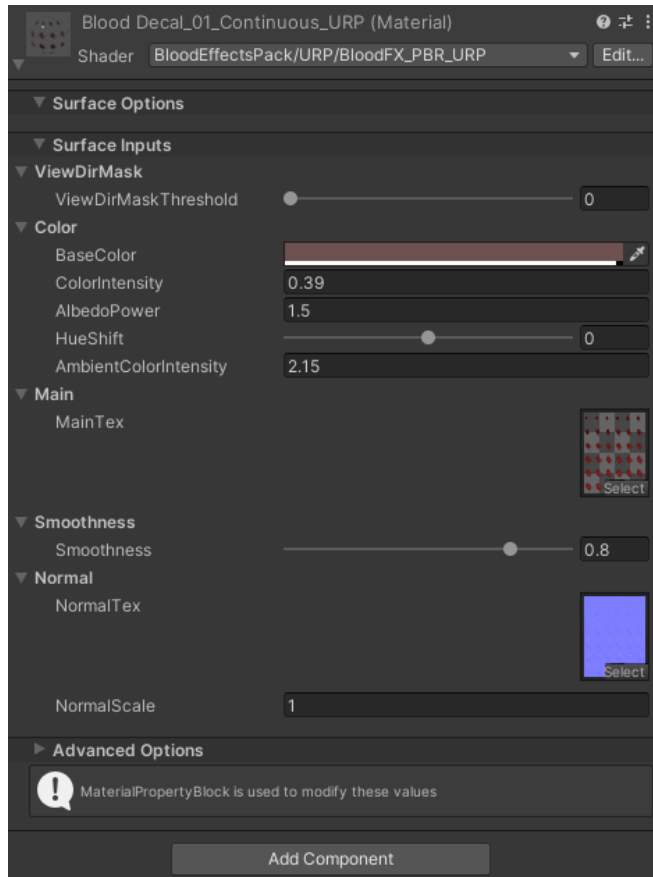 Blood Decal_01_Continuous_URP (Material)
Shader BloodEffectsPack/URP/BloodFX_PBR_URP Edit...
Surface Options
Surface Inputs
ViewDirMask
ViewDirMaskThreshold 0
Color
BaseColor
ColorIntensity 0.39
AlbedoPower 1.5
HueShift 0
AmbientColorIntensity 2.15
Main
MainTex
Select
Smoothness
Smoothness 0.8
Normal
NormalTex
Select
NormalScale 1
Advanced Options
MaterialPropertyBlock is used to modify these values
Add Component